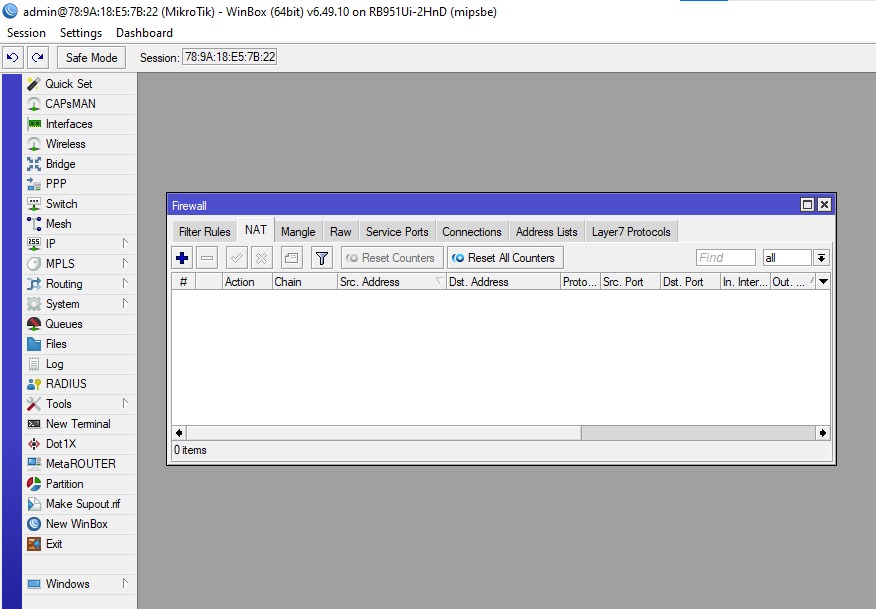 admin@78:9A:18:E5:7B:22 (MikroTik) - WinBox (64bit) v6.49.10 on RB951Ui-2HnD (mipsbe)
Session Settings Dashboard
Safe Mode Session: 78:9A:18:E5:7B:22
Quick Set
CAPsMAN
Interfaces
Wireless
Bridge
PPP
Switch
Mesh
255 IP
MPLS
Routing
System
Queues
Files
Log
RADIUS
Tools
New Terminal
Dot1X
MetaROUTER
Partition
Make Supout.rif
New WinBox
Exit
Windows
Firewall
Filter Rules NAT Mangle Raw Service Ports Connections Address Lists Layer7 Protocols
Reset Counters Reset All Counters Find all
# Action Chain Src. Address Dst. Address Proto... Src. Port Dst. Port In. Inter... Out. ...
0 items